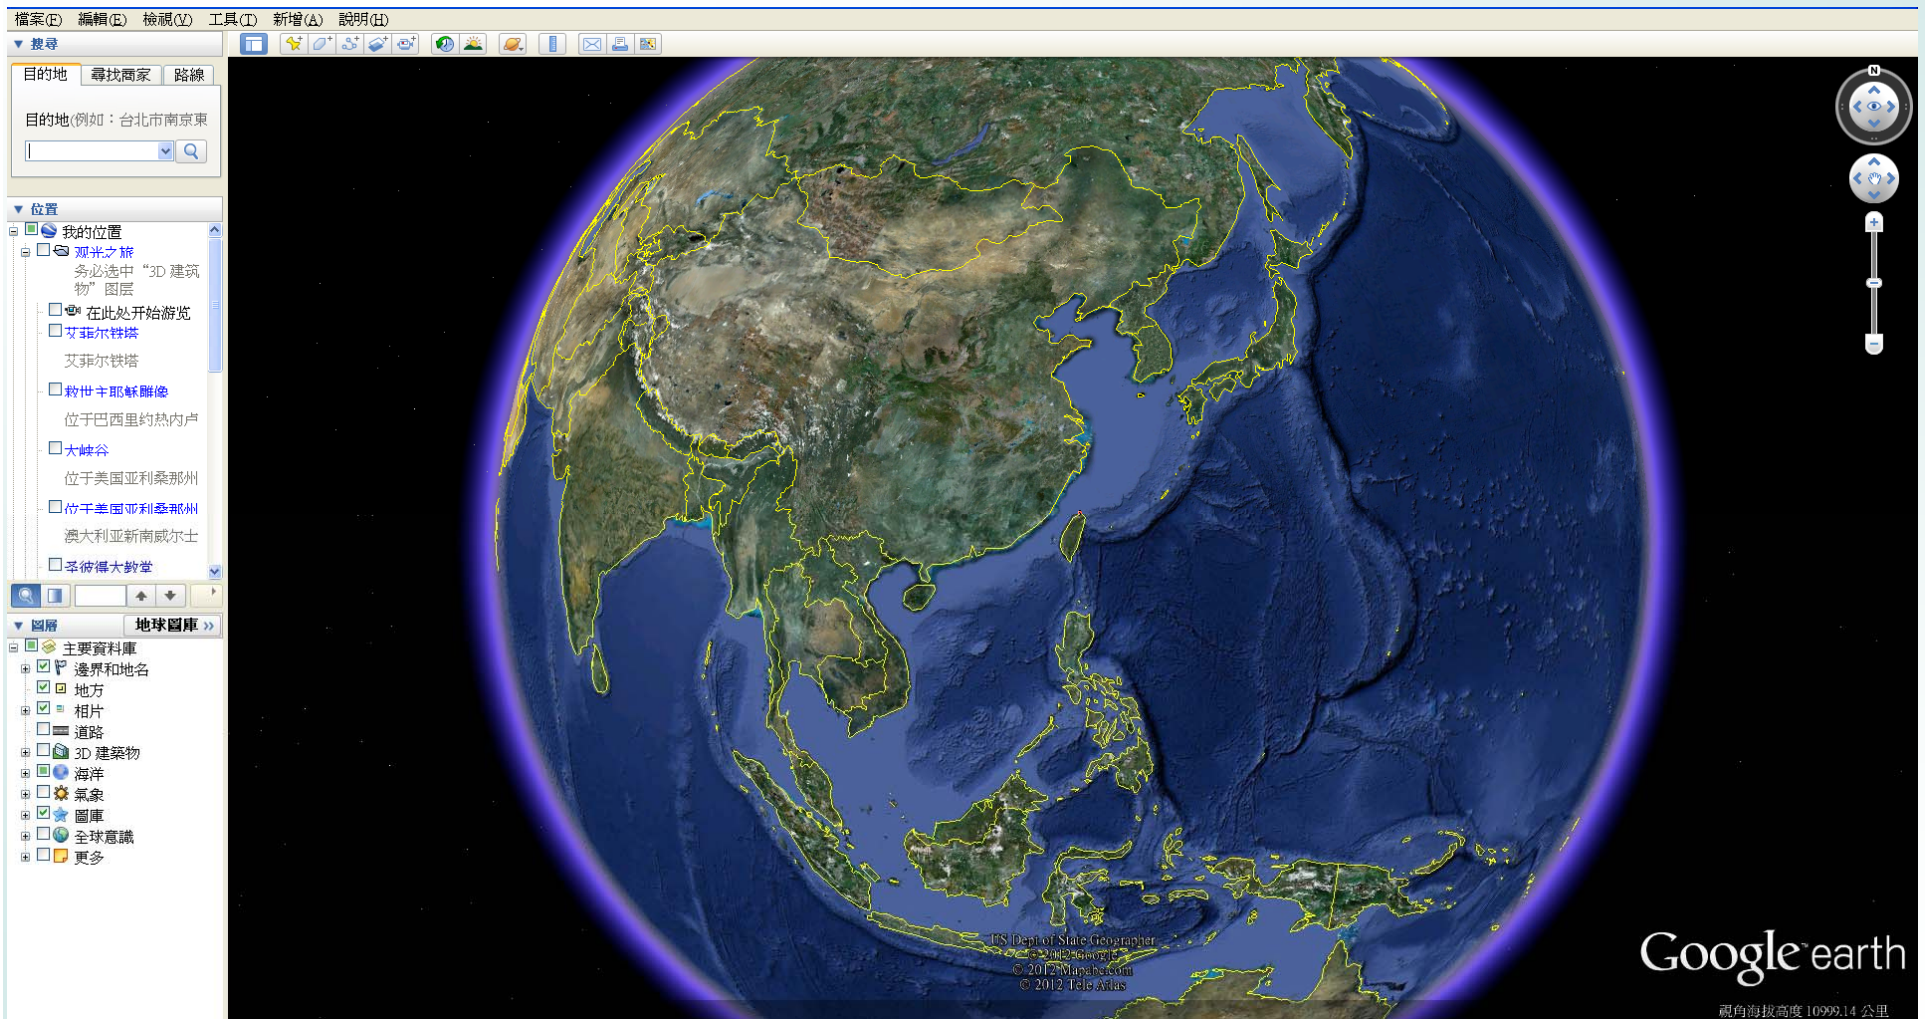 檔案(F) 編輯(E) 檢視(V) 工具(T) 新增(A) 說明(H)
▼ 搜尋
目的地 尋找商家 路線
目的地(例如：台北市南京東
▼ 位置
我的位置
观光之旅
务必选中“3D 建筑
物”图层
在此处开始游览
艾菲尔铁塔
艾菲尔铁塔
救世主耶稣雕像
位于巴西里约热内卢
大峡谷
位于美国亚利桑那州
位于美国亚利桑那州
澳大利亚新南威尔士
圣彼得大教堂
▼ 圖層 地球圖庫 »
主要資料庫
邊界和地名
地方
相片
道路
3D 建築物
海洋
氣象
圖庫
全球意識
更多
N
US Dept of State Geographer
© 2012 Google
© 2012 Mapabc.com
© 2012 Tele Atlas
Google earth
視角海拔高度 10999.14 公里